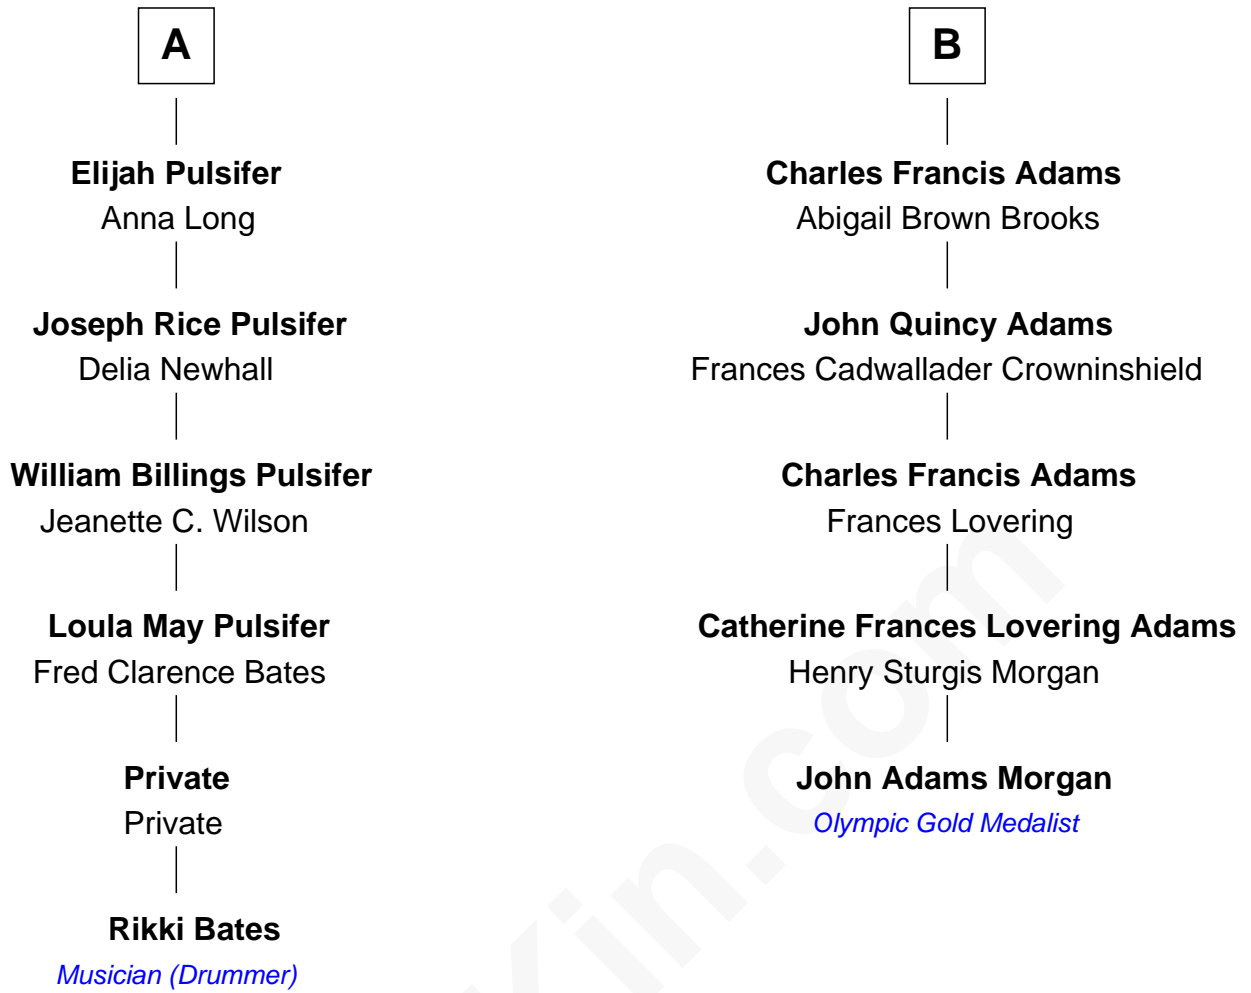 A
B
Elijah Pulsifer
Anna Long
Charles Francis Adams
Abigail Brown Brooks
Joseph Rice Pulsifer
Delia Newhall
John Quincy Adams
Frances Cadwallader Crowninshield
William Billings Pulsifer
Jeanette C. Wilson
Charles Francis Adams
Frances Lovering
Loula May Pulsifer
Fred Clarence Bates
Catherine Frances Lovering Adams
Henry Sturgis Morgan
Private
Private
John Adams Morgan
Olympic Gold Medalist
Rikki Bates
Musician (Drummer)
Kin.com